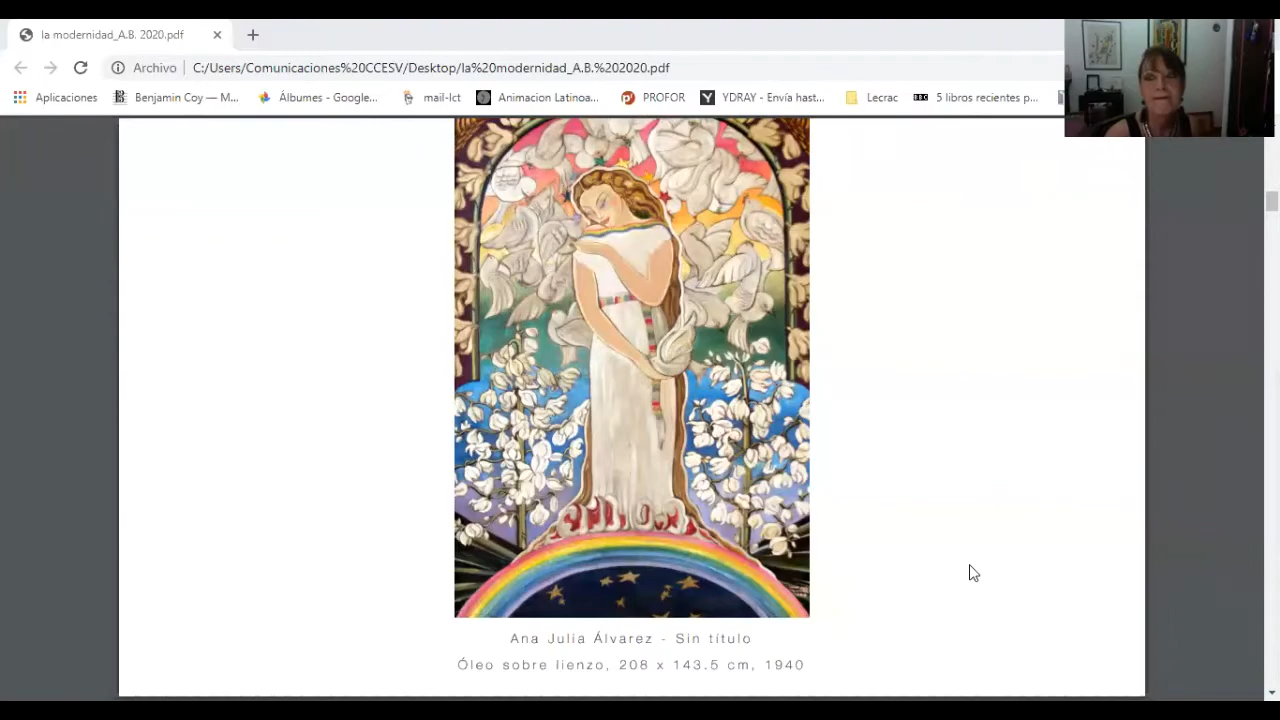 la modernidad_A.B. 2020.pdf
Archivo | C:/Users/Comunicaciones%20CCESV/Desktop/la%20modernidad_A.B.%202020.pdf
Aplicaciones Benjamin Coy — M... Álbumes - Google... mail-lct Animacion Latinoa... PROFOR YDRAY - Envía hast... Lecrac BBC 5 libros recientes p...
Ana Julia Álvarez - Sin título
Óleo sobre lienzo, 208 x 143.5 cm, 1940